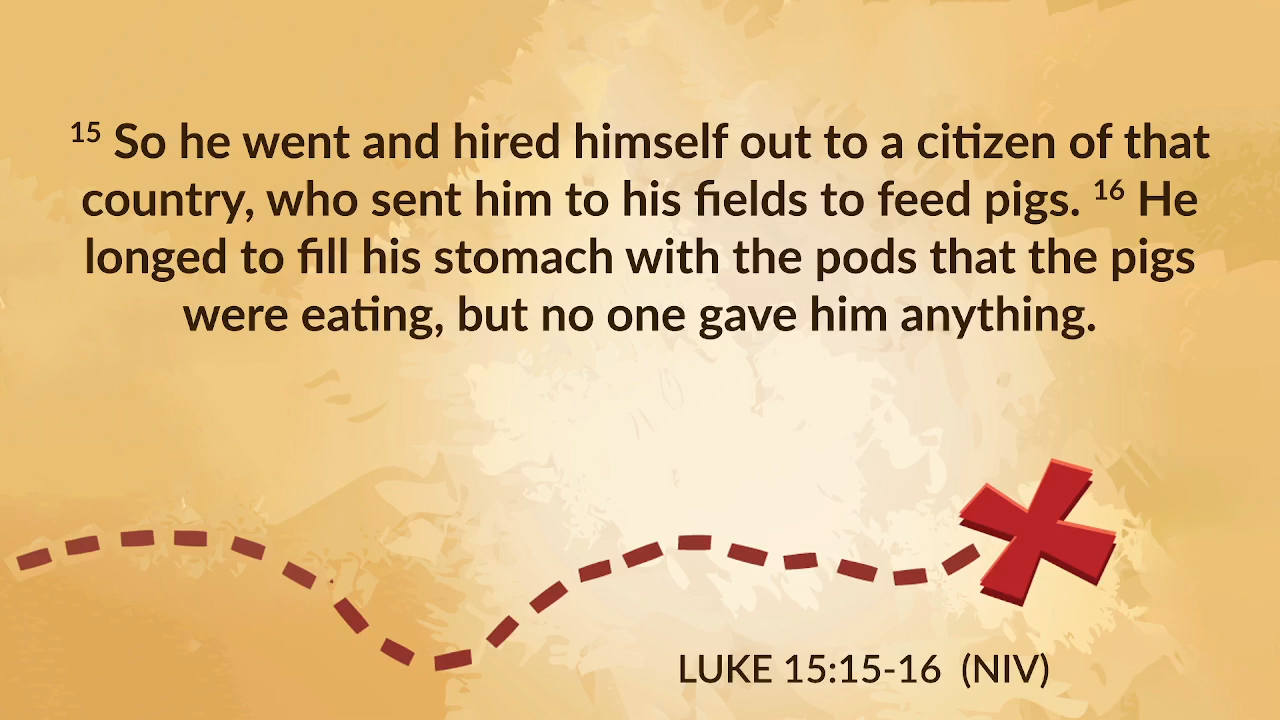 15 So he went and hired himself out to a citizen of that
country, who sent him to his fields to feed pigs. 16 He
longed to fill his stomach with the pods that the pigs
were eating, but no one gave him anything.
LUKE 15:15-16 (NIV)